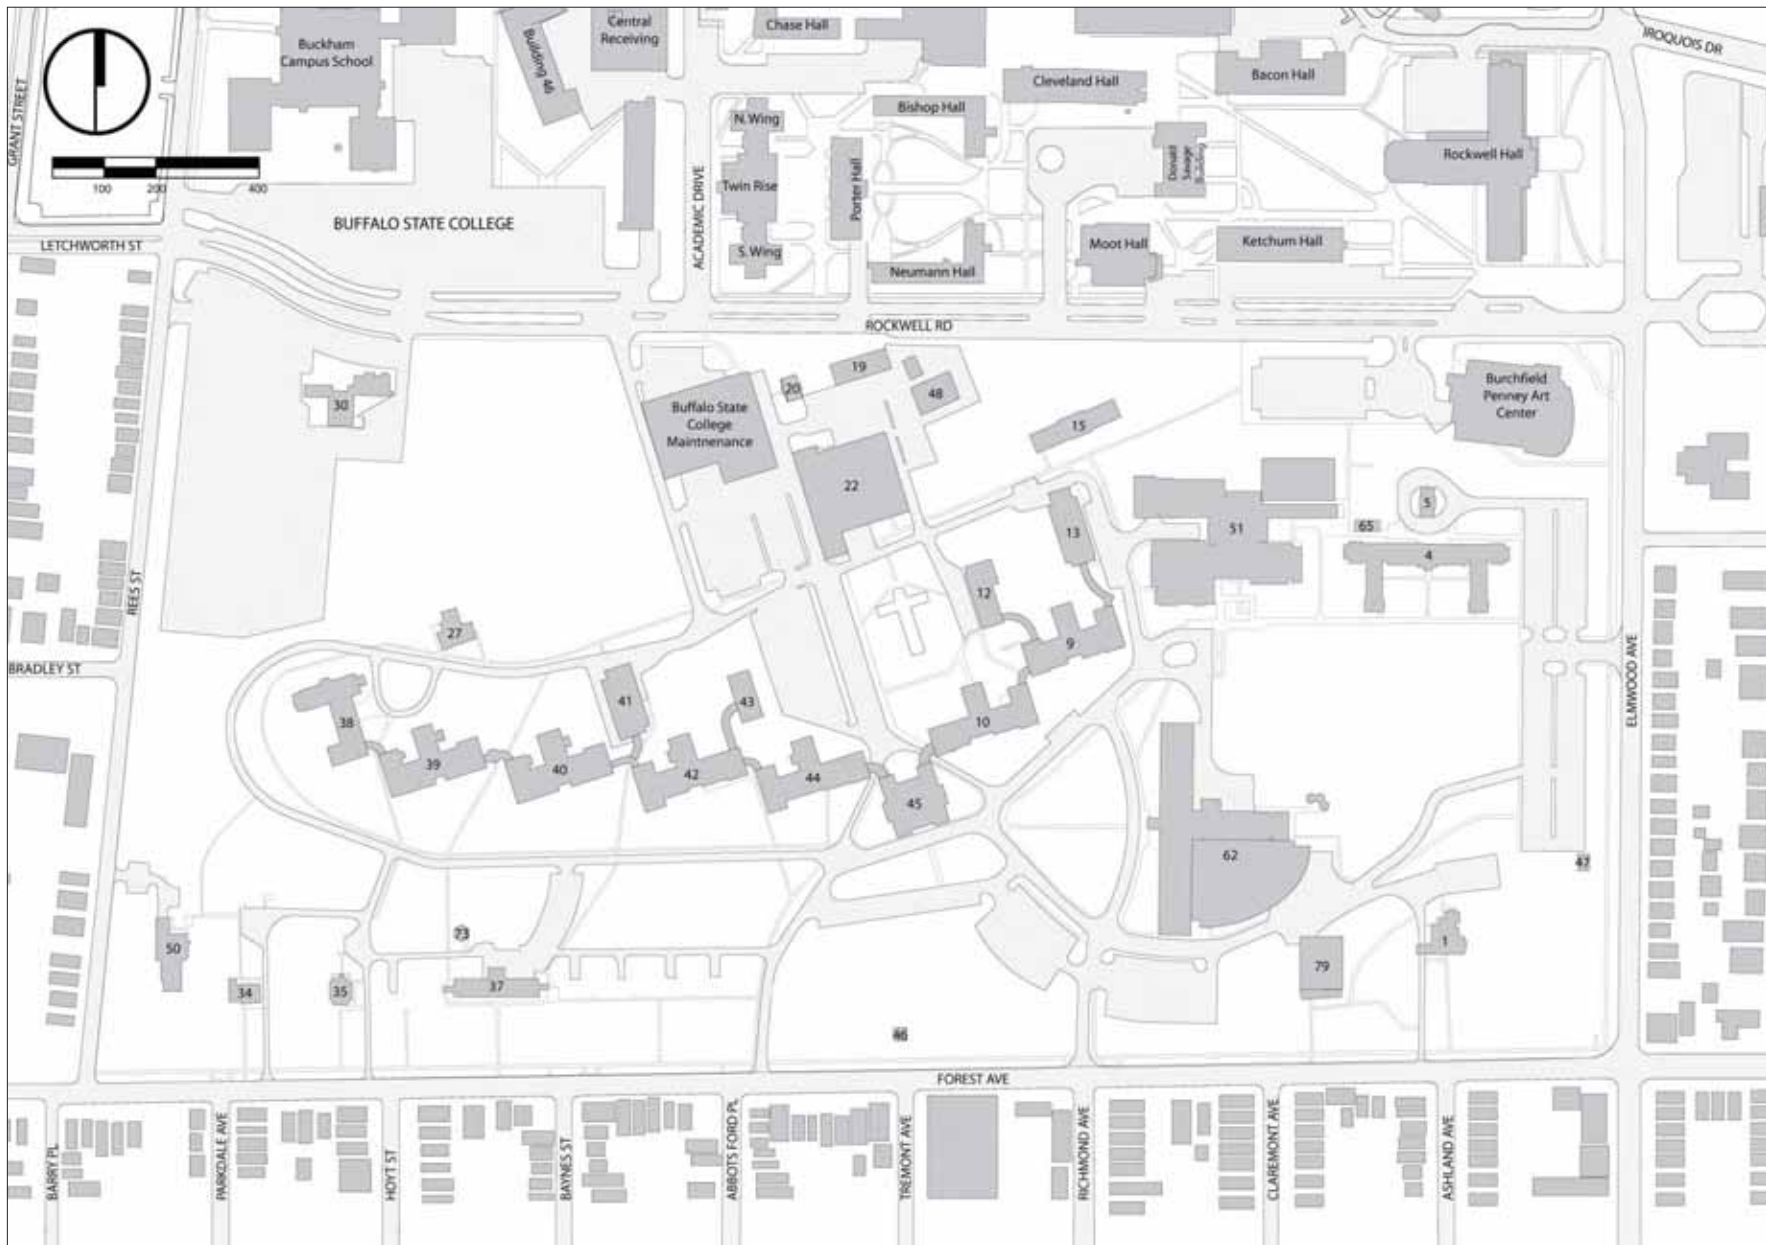 Central
Receiving
Chase Hall
IROQUOIS DR
Buckham
Campus School
Building 46
Cleveland Hall
Bacon Hall
GRANT STREET
N. Wing
Bishop Hall
Donald
Savage
Building
Rockwell Hall
100
200
400
Twin Rise
Porter Hall
ACADEMIC DRIVE
BUFFALO STATE COLLEGE
LETCHWORTH ST
S. Wing
Moot Hall
Ketchum Hall
Neumann Hall
ROCKWELL RD
19
20
48
30
Buffalo State
College
Maintnenance
15
Burchfield
Penney Art
Center
22
5
13
51
65
4
REES ST
12
27
9
BRADLEY ST
ELMWOOD AVE
41
43
38
10
39
40
42
44
45
62
47
73
50
1
34
35
37
79
46
FOREST AVE
BARRY PL
PARKDALE AVE
HOYT ST
BAYNES ST
ABBOTS FORD PL
TREMONT AVE
RICHMOND AVE
CLAREMONT AVE
ASHLAND AVE